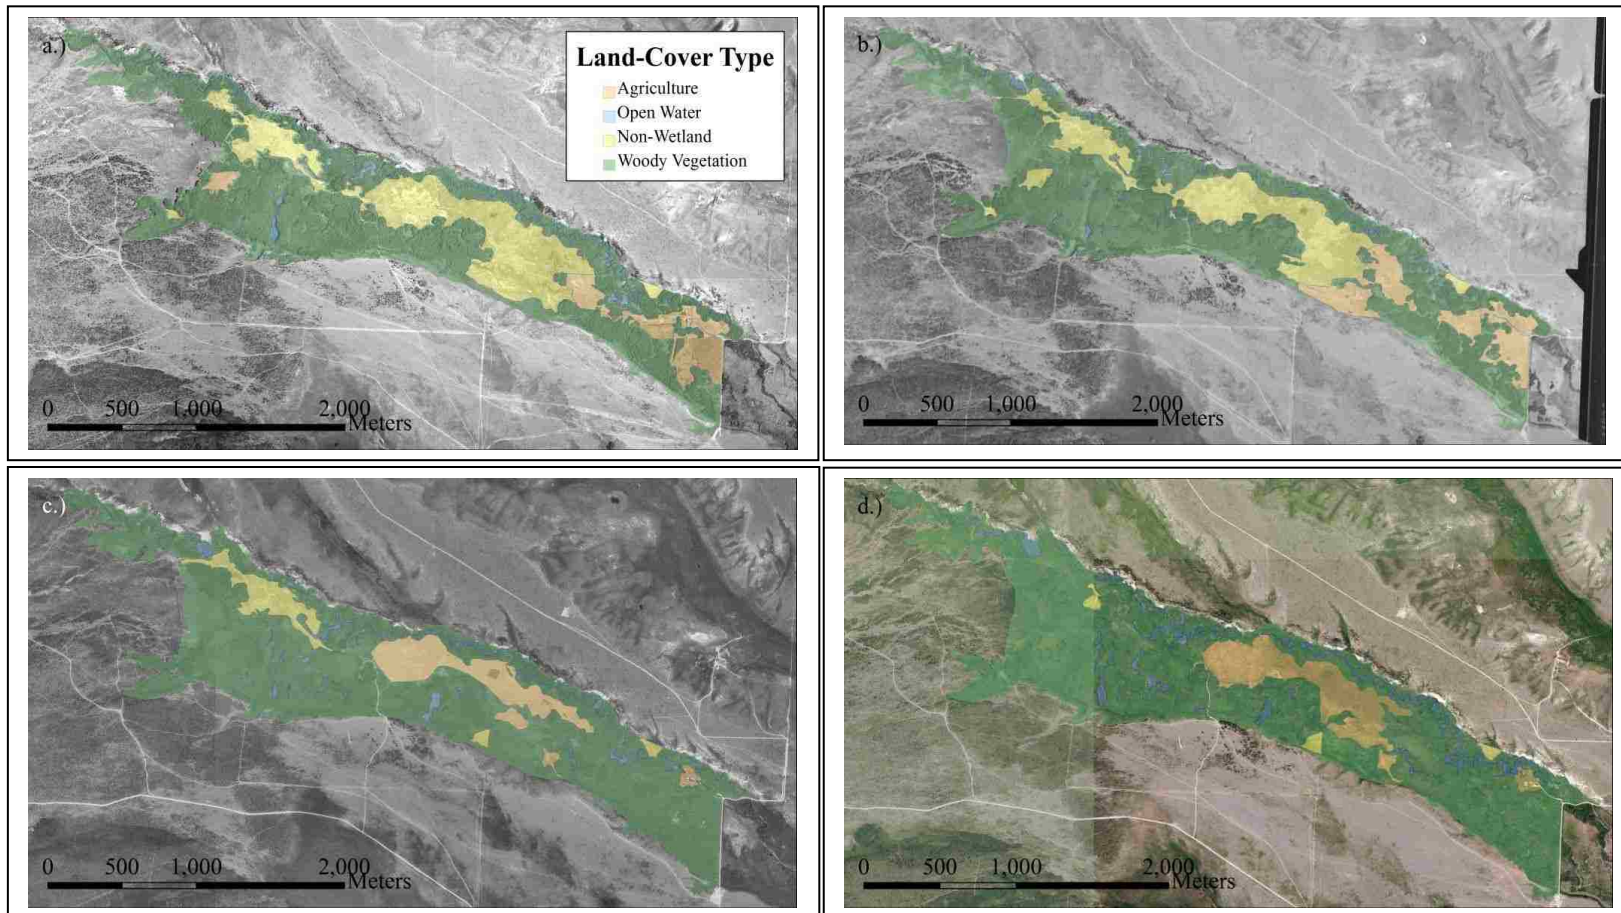 a.)
Land-Cover Type
Agriculture
Open Water
Non-Wetland
Woody Vegetation
0 500 1,000 2,000
Meters
b.)
0 500 1,000 2,000
Meters
c.)
0 500 1,000 2,000
Meters
d.)
0 500 1,000 2,000
Meters